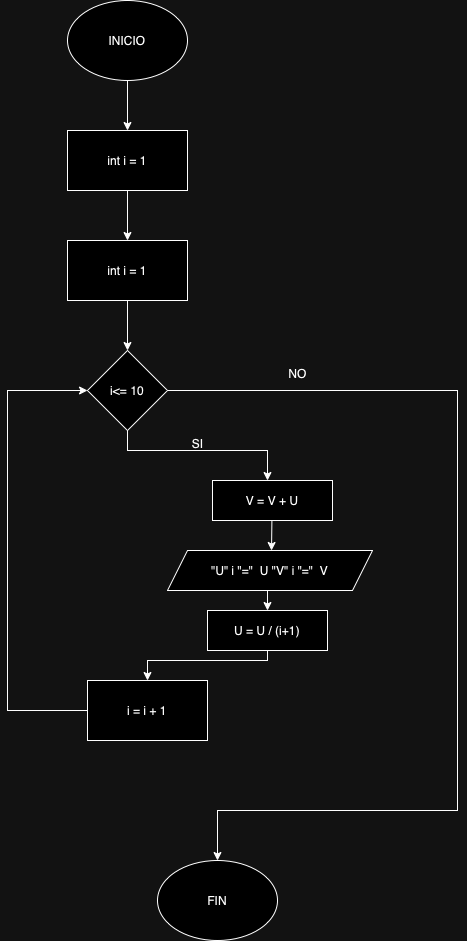 INICIO
int i = 1
int i = 1
i<= 10
NO
SI
V = V + U
"U" i "=" U "V" i "=" V
U = U / (i+1)
i = i + 1
FIN